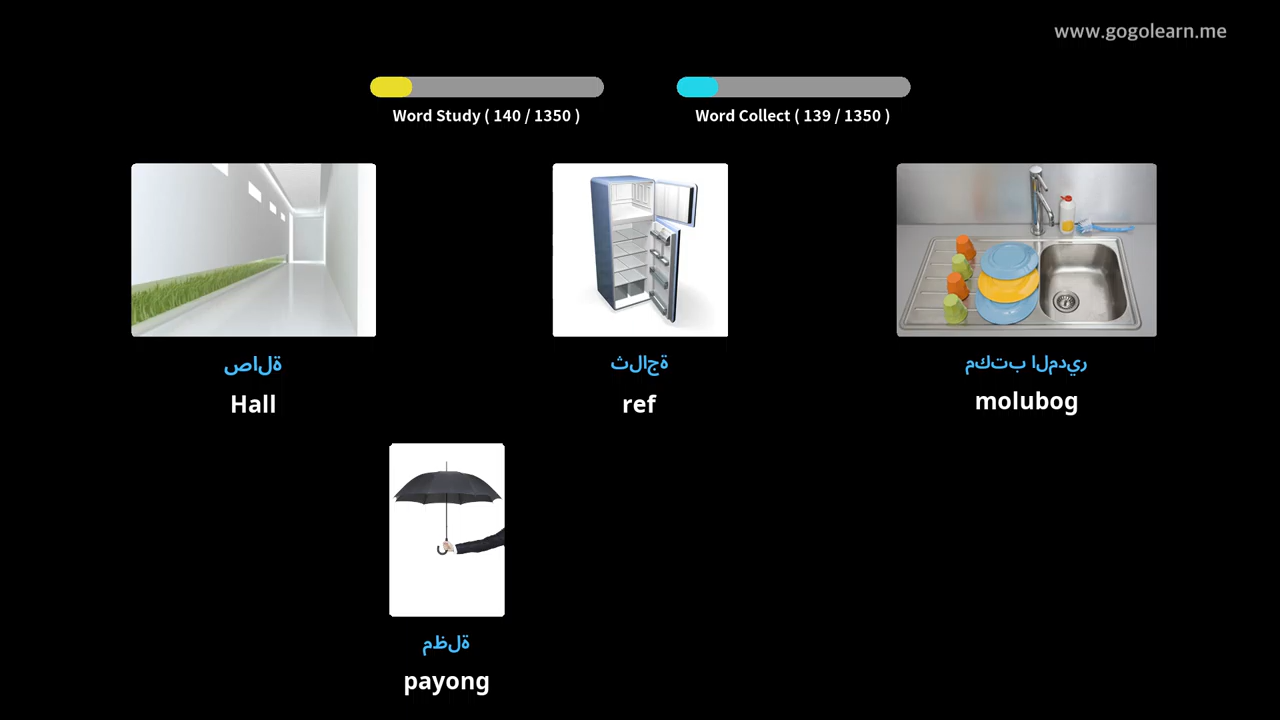 www.gogolearn.me
Word Study ( 140 / 1350 )
Word Collect ( 139 / 1350 )
صالة
Hall
ثلاجة
ref
مكتب المدير
molubog
مظلة
payong